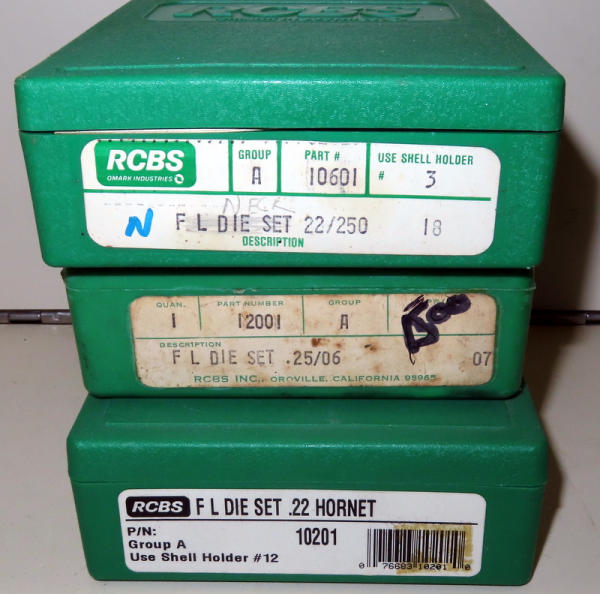 RCBS
RCBS
OMARK INDUSTRIES
GROUP PART # USE SHELL HOLDER
A 10601 # 3
N F L DIE SET 22/250 18
DESCRIPTION
QUAN. PART NUMBER GROUP
1 12001 A
DESCRIPTION
F L DIE SET .25/06 07
RCBS INC., OROVILLE, CALIFORNIA 95965
RCBS F L DIE SET .22 HORNET
P/N: 10201
Group A
Use Shell Holder #12
0 76683 10201 0